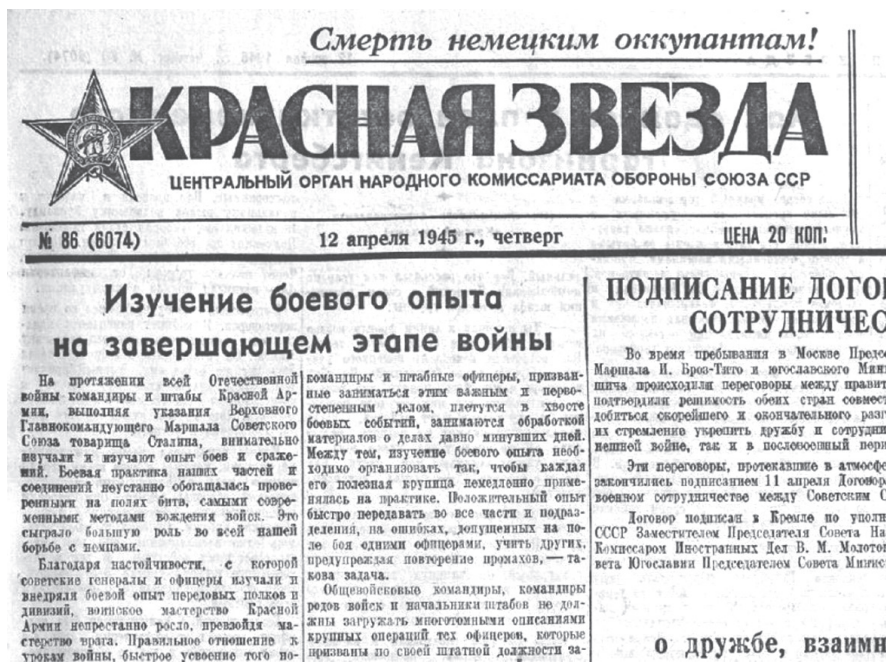 Смерть немецким оккупантам!
КРАСНАЯ ЗВЕЗДА
ЦЕНТРАЛЬНЫЙ ОРГАН НАРОДНОГО КОМИССАРИАТА ОБОРОНЫ СОЮЗА ССР
№ 86 (6074)
12 апреля 1945 г., четверг
ЦЕНА 20 КОП.
Изучение боевого опыта
на завершающем этапе войны
На протяжении всей Отечественной
войны командиры и штабы Красной Ар-
мии, выполняя указания Верховного
Главнокомандующего Маршала Советского
Союза товарища Сталина, внимательно
изучали и изучают опыт боев и сраже-
ний. Боевая практика наших частей и
соединений неустанно обогащалась прове-
ренными на полях битв, самыми совре-
менными методами вождения войск. Это
сыграло большую роль во всей нашей
борьбе с немцами.
Благодаря настойчивости, с которой
советские генералы и офицеры изучали и
внедряли боевой опыт передовых полков и
дивизий, воинское мастерство Красной
Армии непрестанно росло, превзойдя ма-
стерство врага. Правильное отношение к
урокам войны, быстрое усвоение того по-
командиры и штабные офицеры, призван-
ные заниматься этим важным и перво-
степенным делом, плетутся в хвосте
боевых событий, занимаются обработкой
материалов о делах давно минувших дней.
Между тем, изучение боевого опыта необ-
ходимо организовать так, чтобы каждая
его полезная крупица немедленно приме-
нялась на практике. Положительный опыт
быстро передавать во все части и подраз-
деления, на ошибках, допущенных на по-
ле боя одними офицерами, учить других,
предупреждая повторение промахов, — та-
кова задача.
Общевойсковые командиры, командиры
родов войск и начальники штабов не дол-
жны загружать многотомными описаниями
крупных операций тех офицеров, которые
призваны по своей штатной должности за-
ПОДПИСАНИЕ ДОГОВ
СОТРУДНИЧЕС
Во время пребывания в Москве Предсе
Маршала И. Броз-Тито и югославского Мини
шича происходили переговоры между правит
подтвердили решимость обеих стран совмест
добиться скорейшего и окончательного разг
их стремление укрепить дружбу и сотрудни
нешней войне, так и в послевоенный пери
Эти переговоры, протекавшие в атмосфе
закончились подписанием 11 апреля Договора
военном сотрудничестве между Советским С
Договор подписан в Кремле по уполн
СССР Заместителем Председателя Совета На
Комиссаром Иностранных Дел В. М. Молотов
вета Югославии Председателем Совета Минис
о дружбе, взаимн